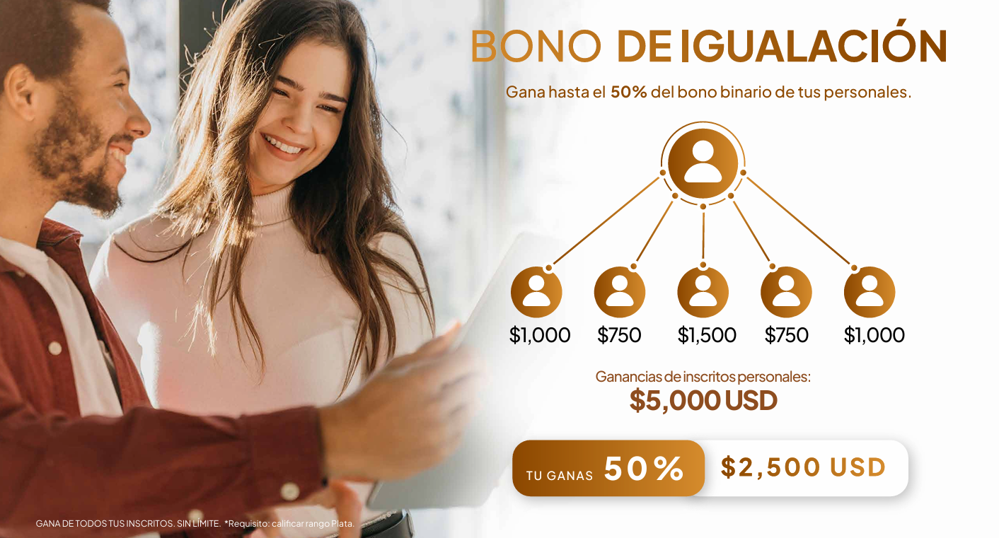 BONO DE IGUALACIÓN
Gana hasta el 50% del bono binario de tus personales.
$1,000 $750 $1,500 $750 $1,000
Ganancias de inscritos personales:
$5,000 USD
TU GANAS 50% $2,500 USD
GANA DE TODOS TUS INSCRITOS. SIN LÍMITE. *Requisito: calificar rango Plata.